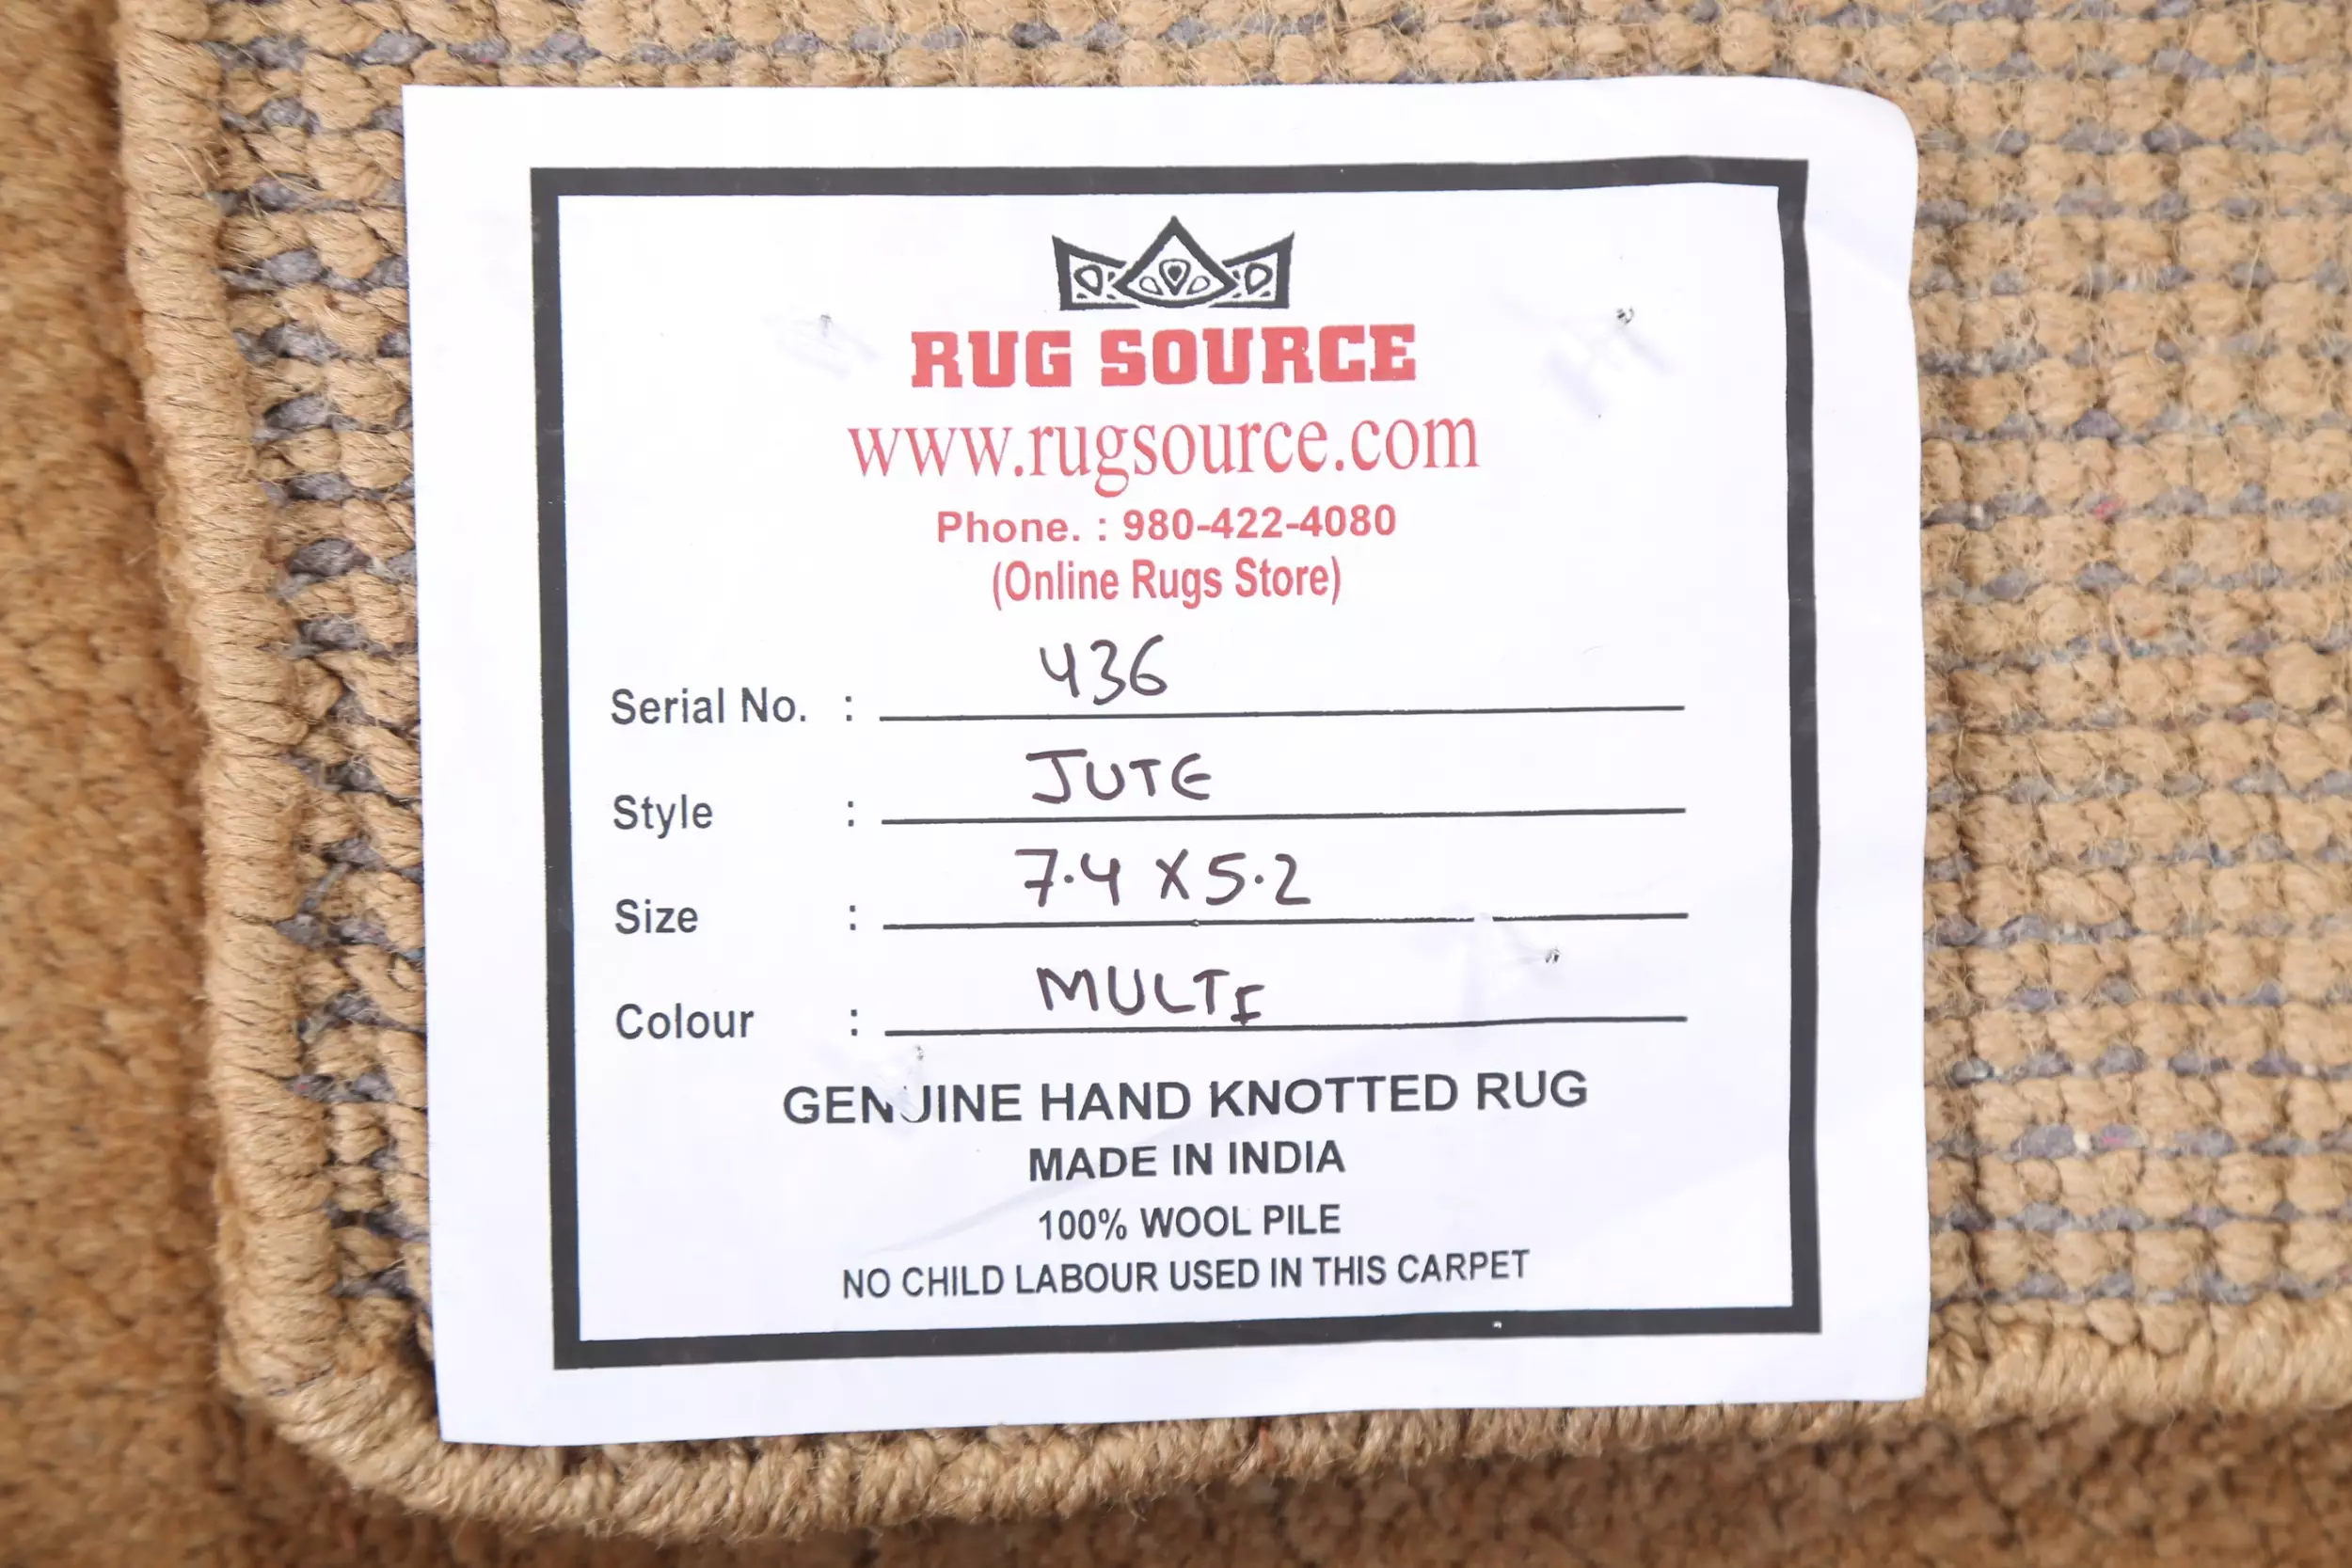 RUG SOURCE
www.rugsource.com
Phone. : 980-422-4080
(Online Rugs Store)
Serial No. : 436
Style : JUTE
Size : 7.4 X 5.2
Colour : MULTI
GENUINE HAND KNOTTED RUG
MADE IN INDIA
100% WOOL PILE
NO CHILD LABOUR USED IN THIS CARPET